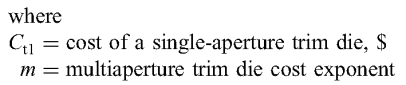 where
C_t1 = cost of a single-aperture trim die, $
m = multiaperture trim die cost exponent